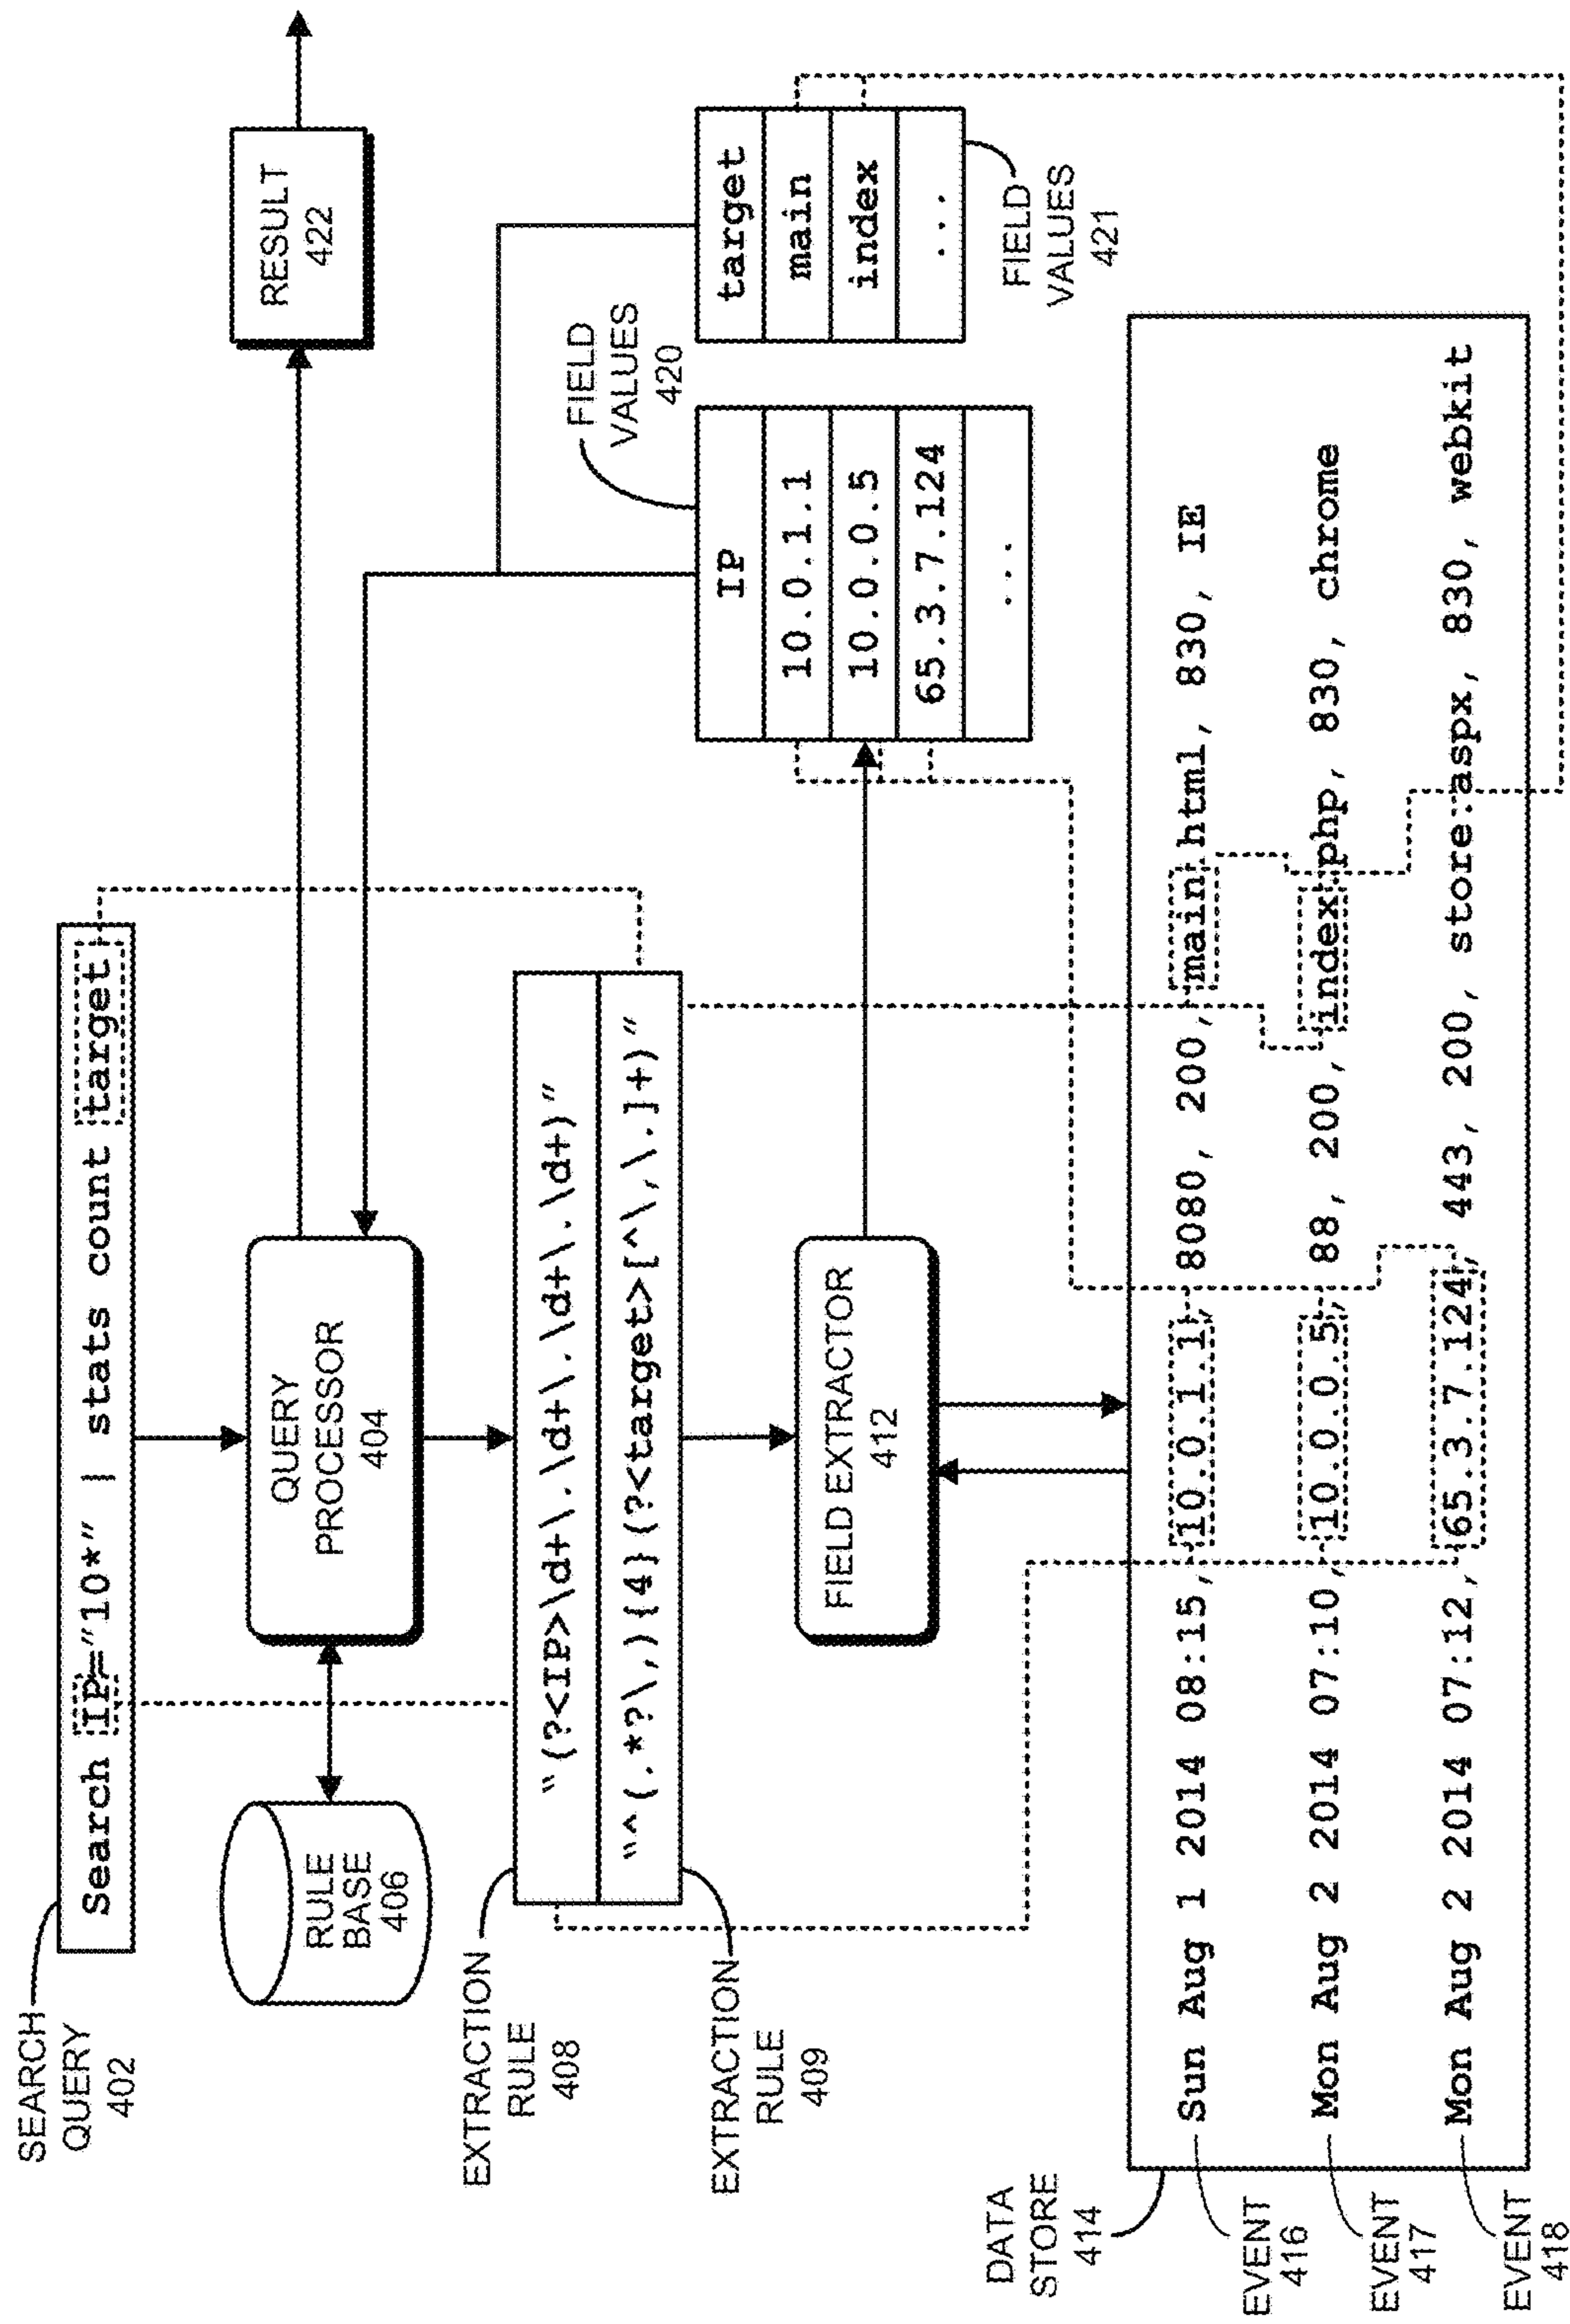 SEARCH
QUERY
402
Search IP="10*" | stats count target
RULE
BASE
406
QUERY
PROCESSOR
404
RESULT
422
EXTRACTION
RULE
408
"(?<IP>\d+\.\d+\.\d+\.\d+)"
"^(.*?\,){4}(?<target>[^\,\.]+)"
EXTRACTION
RULE
409
FIELD EXTRACTOR
412
FIELD
VALUES
420
IP
10.0.1.1
10.0.0.5
65.3.7.124
...
target
main
index
...
FIELD
VALUES
421
DATA
STORE
414
Sun Aug 1 2014 08:15, 10.0.1.1, 8080, 200, main.html, 830, IE
Mon Aug 2 2014 07:10, 10.0.0.5, 88, 200, index.php, 830, chrome
Mon Aug 2 2014 07:12, 65.3.7.124, 443, 200, store.aspx, 830, webkit
EVENT
416
EVENT
417
EVENT
418